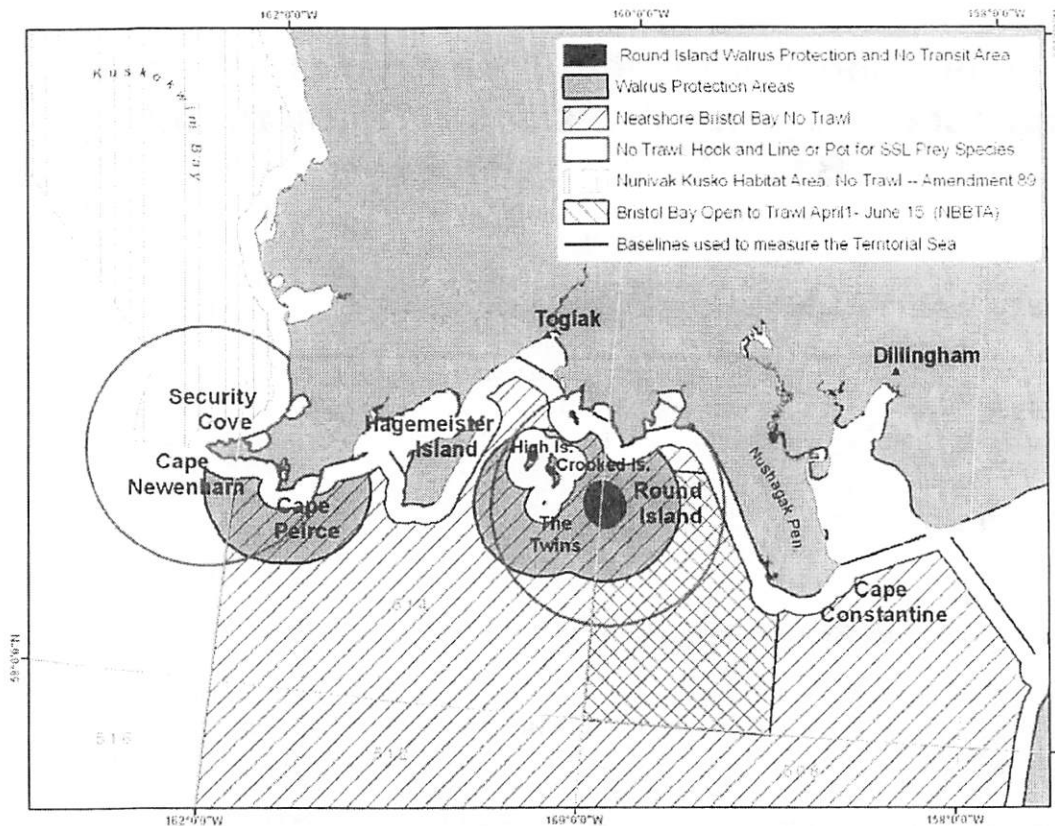 162°0'0"W
160°0'0"W
158°0'0"W
Kuskokwim Bay
Round Island Walrus Protection and No Transit Area
Walrus Protection Areas
Nearshore Bristol Bay No Trawl
No Trawl, Hook and Line or Pot for SSL Prey Species
Nunivak Kusko Habitat Area, No Trawl -- Amendment 89
Bristol Bay Open to Trawl April1- June 15 (NBBTA)
Baselines used to measure the Territorial Sea
Togiak
Dillingham
Security
Cove
Hagemeister
Island
High Is.
Crooked Is.
Cape
Newenham
Cape
Peirce
Round
Island
The
Twins
Nushagak Pen.
Cape
Constantine
514
58°0'0"N
516
512
508
162°0'0"W
160°0'0"W
158°0'0"W